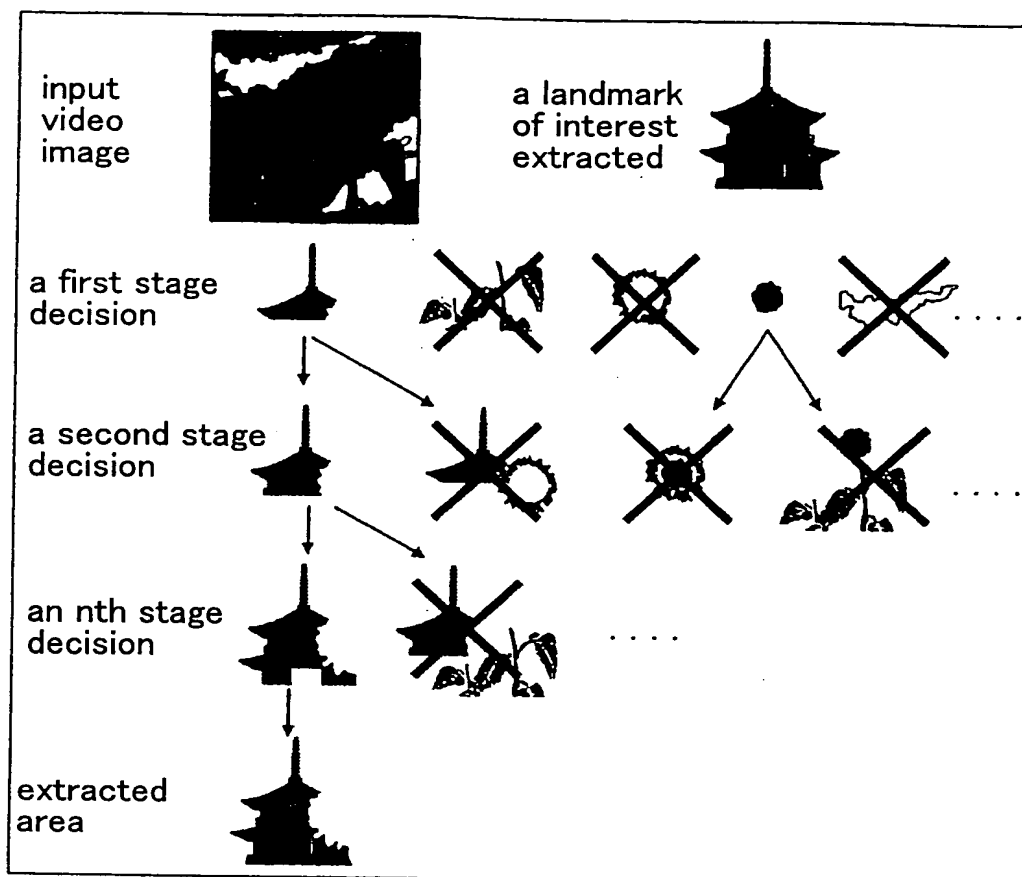 input
video
image
a landmark
of interest
extracted
a first stage
decision
.....
a second stage
decision
.....
an nth stage
decision
....
extracted
area